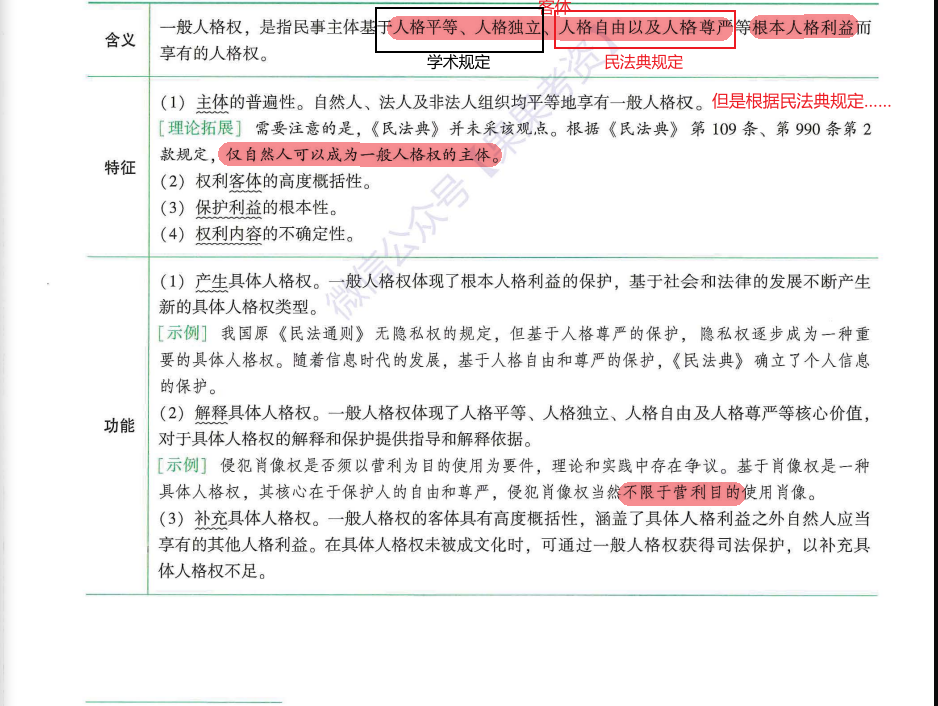 客体
含义
一般人格权，是指民事主体基于人格平等、人格独立、人格自由以及人格尊严等根本人格利益而
享有的人格权。
学术规定
民法典规定
特征
（1）主体的普遍性。自然人、法人及非法人组织均平等地享有一般人格权。 但是根据民法典规定……
［理论拓展］ 需要注意的是，《民法典》并未采该观点。根据《民法典》第 109 条、第 990 条第 2
款规定，仅自然人可以成为一般人格权的主体。
（2）权利客体的高度概括性。
（3）保护利益的根本性。
（4）权利内容的不确定性。
功能
（1）产生具体人格权。一般人格权体现了根本人格利益的保护，基于社会和法律的发展不断产生
新的具体人格权类型。
［示例］ 我国原《民法通则》无隐私权的规定，但基于人格尊严的保护，隐私权逐步成为一种重
要的具体人格权。随着信息时代的发展，基于人格自由和尊严的保护，《民法典》确立了个人信息
的保护。
（2）解释具体人格权。一般人格权体现了人格平等、人格独立、人格自由及人格尊严等核心价值，
对于具体人格权的解释和保护提供指导和解释依据。
［示例］ 侵犯肖像权是否须以营利为目的使用为要件，理论和实践中存在争议。基于肖像权是一种
具体人格权，其核心在于保护人的自由和尊严，侵犯肖像权当然不限于营利目的使用肖像。
（3）补充具体人格权。一般人格权的客体具有高度概括性，涵盖了具体人格利益之外自然人应当
享有的其他人格利益。在具体人格权未被成文化时，可通过一般人格权获得司法保护，以补充具
体人格权不足。
微信公众号【果果考资】